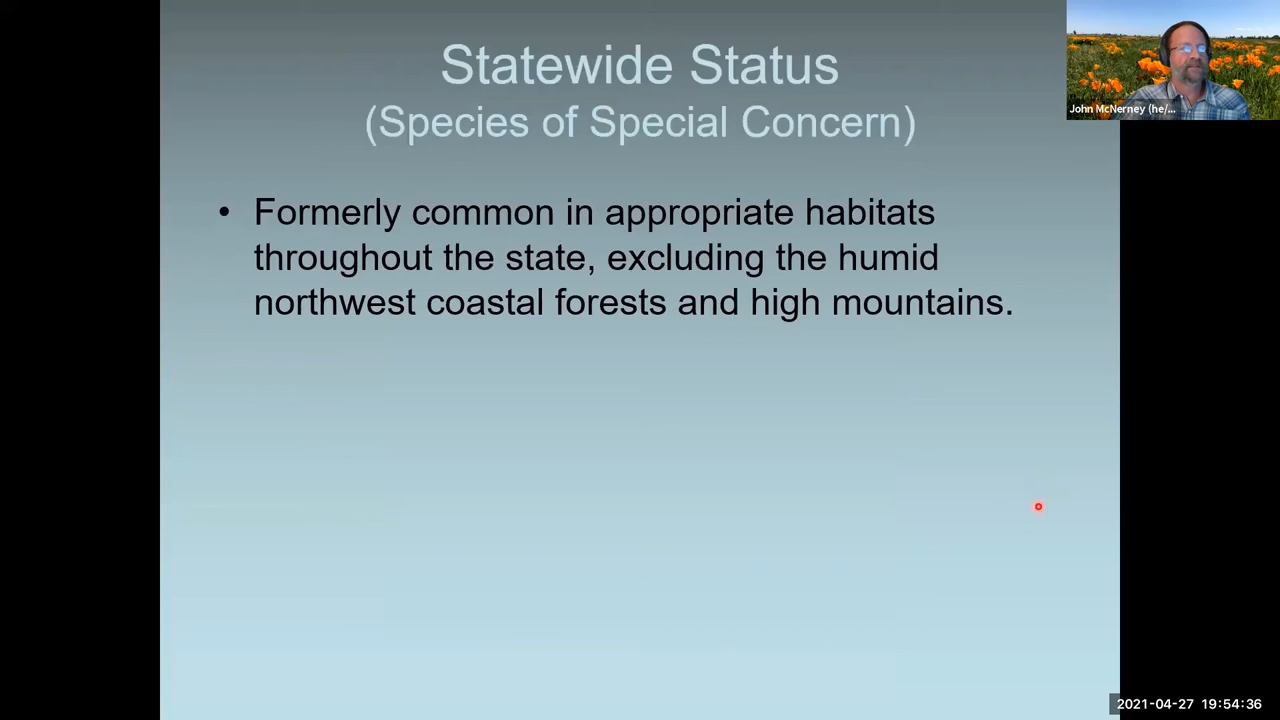 Statewide Status
(Species of Special Concern)
John McNerney (he/...
• Formerly common in appropriate habitats
throughout the state, excluding the humid
northwest coastal forests and high mountains.
2021-04-27 19:54:36